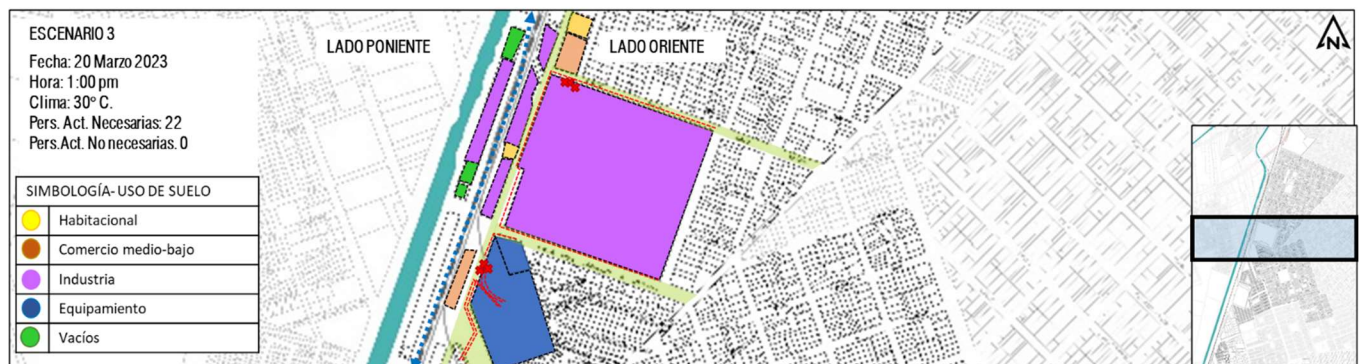 ESCENARIO 3
Fecha: 20 Marzo 2023
Hora: 1:00 pm
Clima: 30º C.
Pers. Act. Necesarias: 22
Pers.Act. No necesarias. 0
SIMBOLOGÍA- USO DE SUELO
Habitacional
Comercio medio-bajo
Industria
Equipamiento
Vacíos
LADO PONIENTE
LADO ORIENTE
N